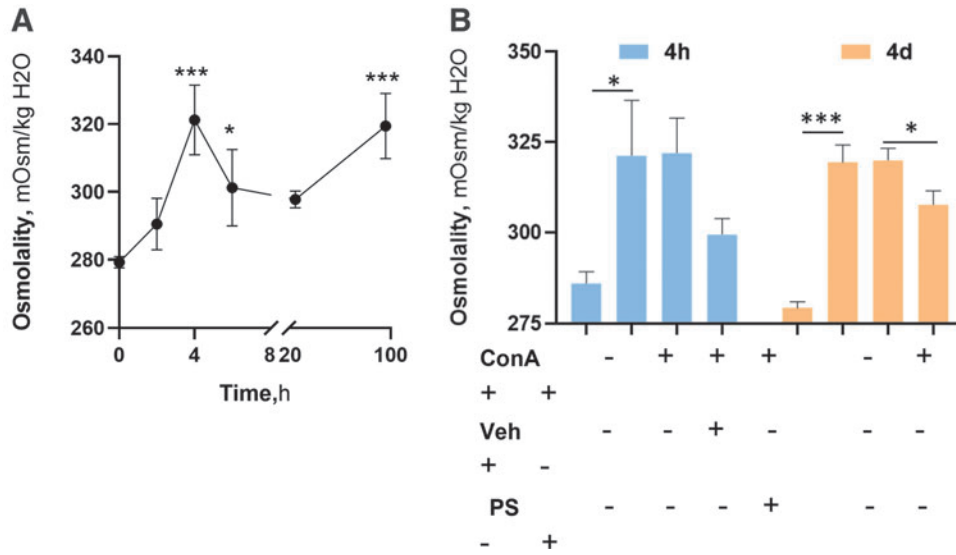 A
Osmolality, mOsm/kg H2O
340
320
300
280
260
***
*
***
0 4 8 20 100
Time,h
B
Osmolality, mOsm/kg H2O
350
325
300
275
4h 4d
*
***
*
ConA - + + + - +
+ +
Veh - - + - - -
+ -
PS - - - + - -
- +